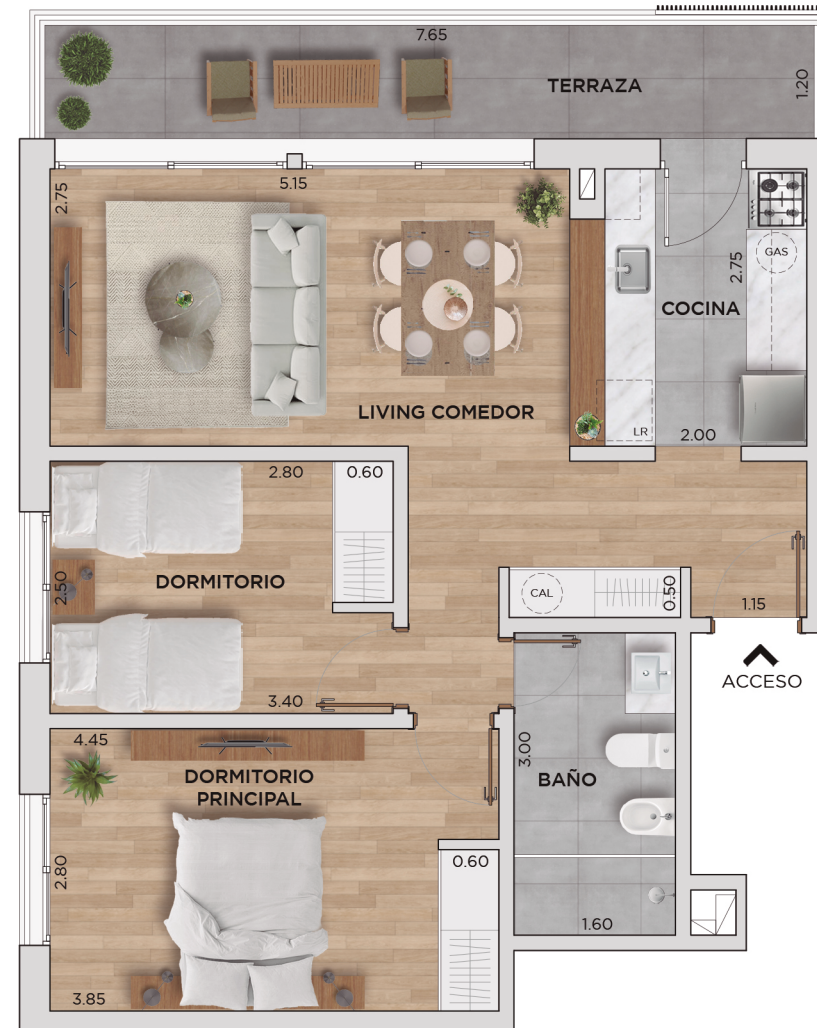 7.65
TERRAZA
1.20
5.15
2.75
GAS
2.75
COCINA
LIVING COMEDOR
LR
2.00
2.80
0.60
DORMITORIO
2.50
CAL
0.50
1.15
ACCESO
3.40
4.45
DORMITORIO
PRINCIPAL
3.00
BAÑO
2.80
0.60
1.60
3.85